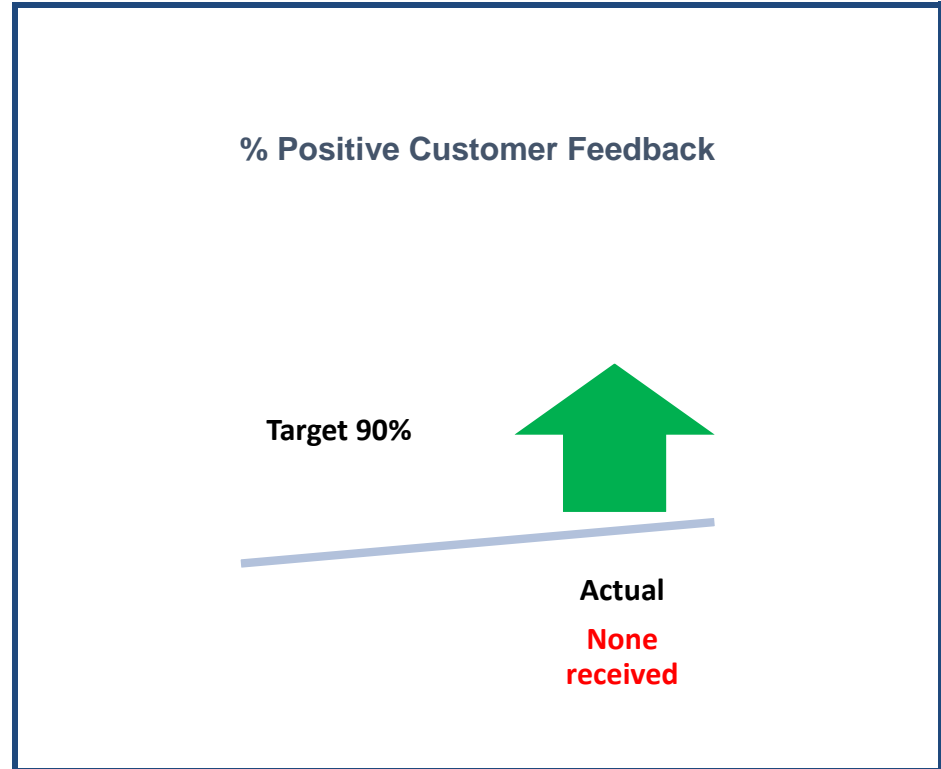 % Positive Customer Feedback
Target 90%
Actual
None
received